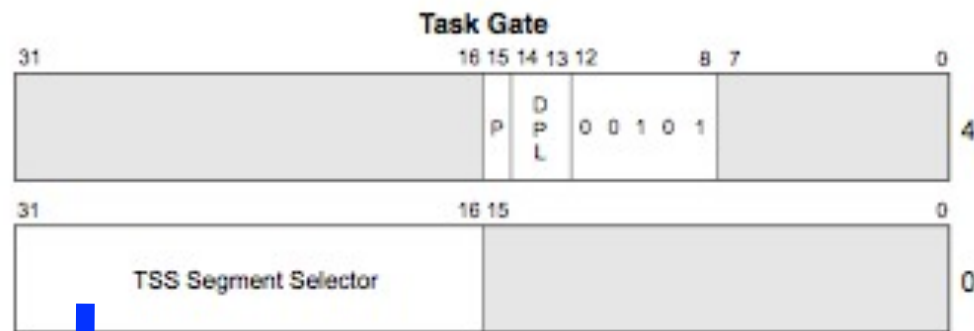 Task Gate
31 16 15 14 13 12 8 7 0
P D P L 0 0 1 0 1 4
31 16 15 0
TSS Segment Selector 0